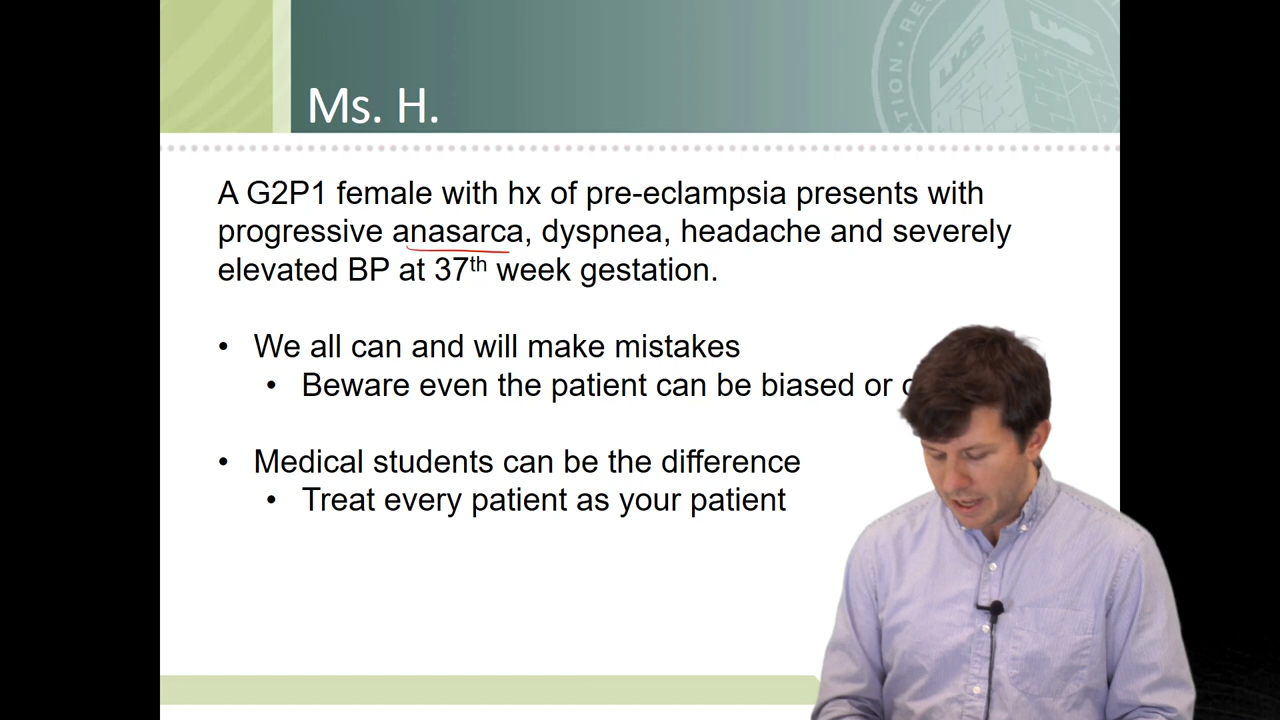 Ms. H.
A G2P1 female with hx of pre-eclampsia presents with
progressive anasarca, dyspnea, headache and severely
elevated BP at 37th week gestation.
• We all can and will make mistakes
• Beware even the patient can be biased or
• Medical students can be the difference
• Treat every patient as your patient